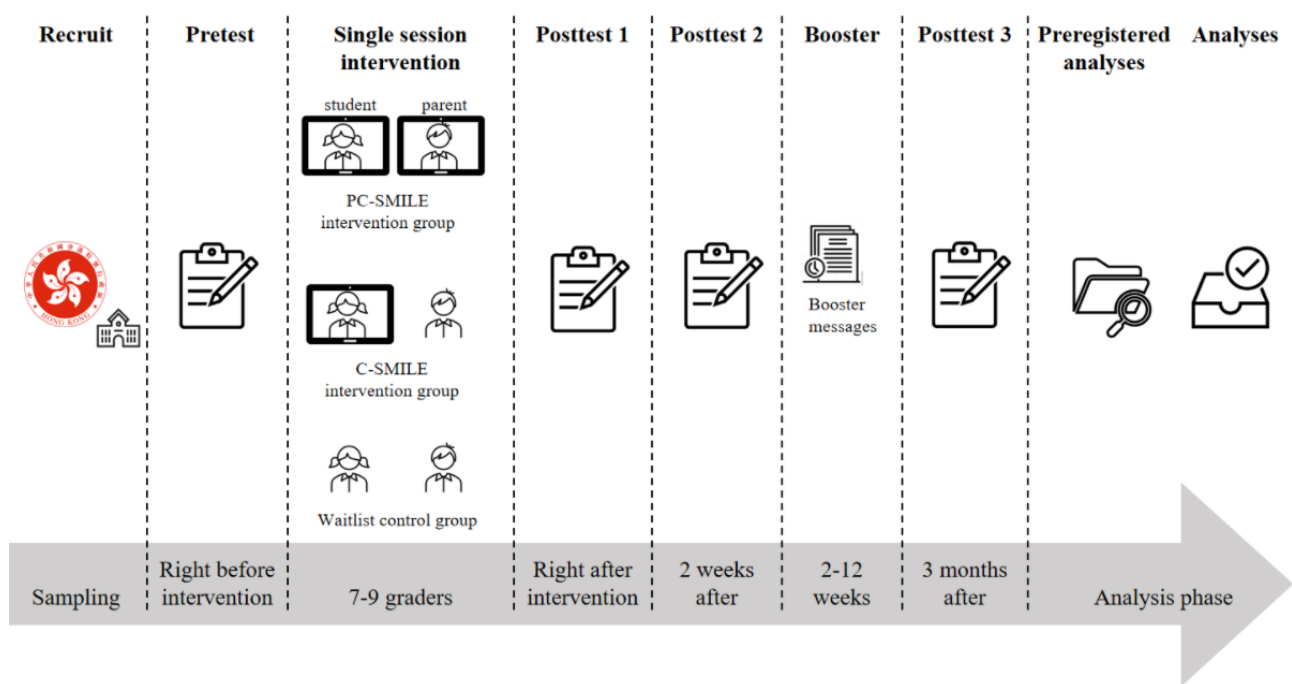 Recruit
Pretest
Single session
intervention
Posttest 1
Posttest 2
Booster
Posttest 3
Preregistered
analyses
Analyses
student
parent
PC-SMILE
intervention group
C-SMILE
intervention group
Waitlist control group
HONG KONG
Booster
messages
Sampling
Right before
intervention
7-9 graders
Right after
intervention
2 weeks
after
2-12
weeks
3 months
after
Analysis phase